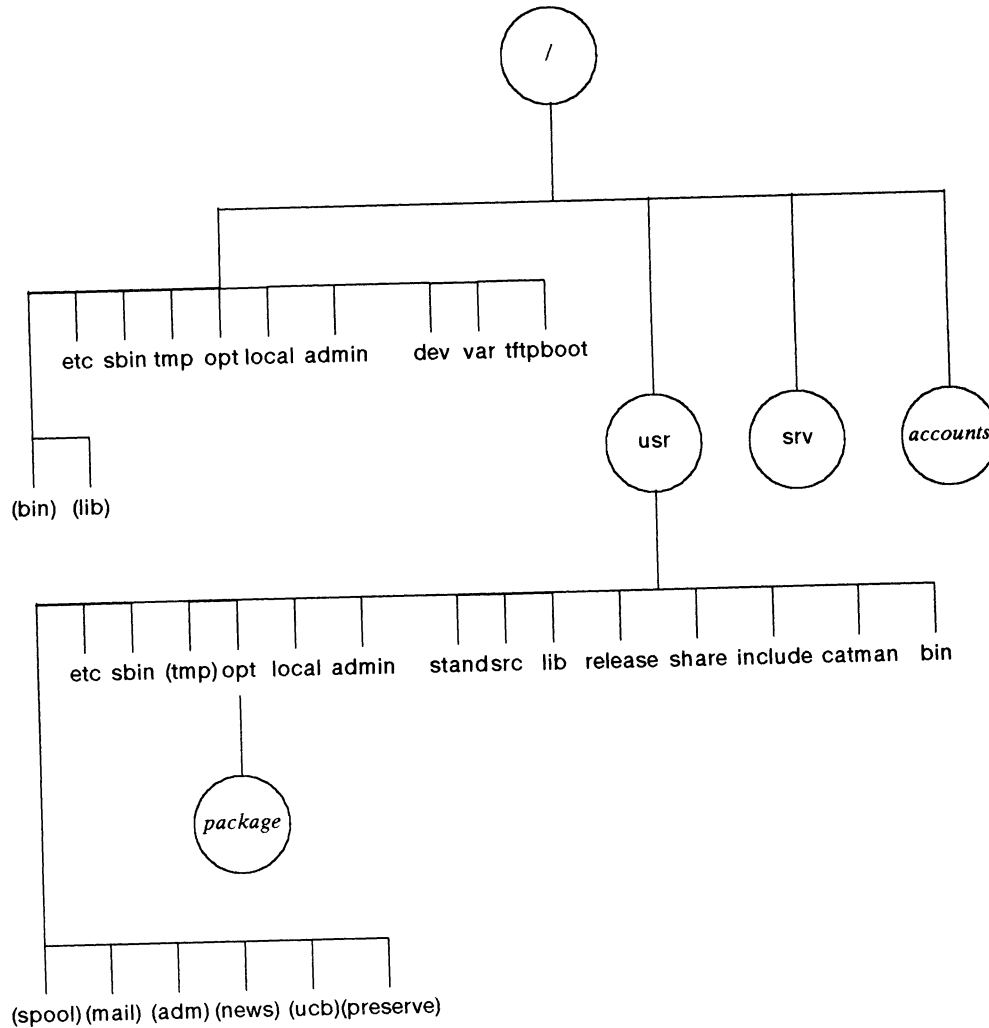 /
etc sbin tmp opt local admin dev var tftpboot
usr srv accounts
(bin) (lib)
etc sbin (tmp) opt local admin stand src lib release share include catman bin
package
(spool) (mail) (adm) (news) (ucb) (preserve)